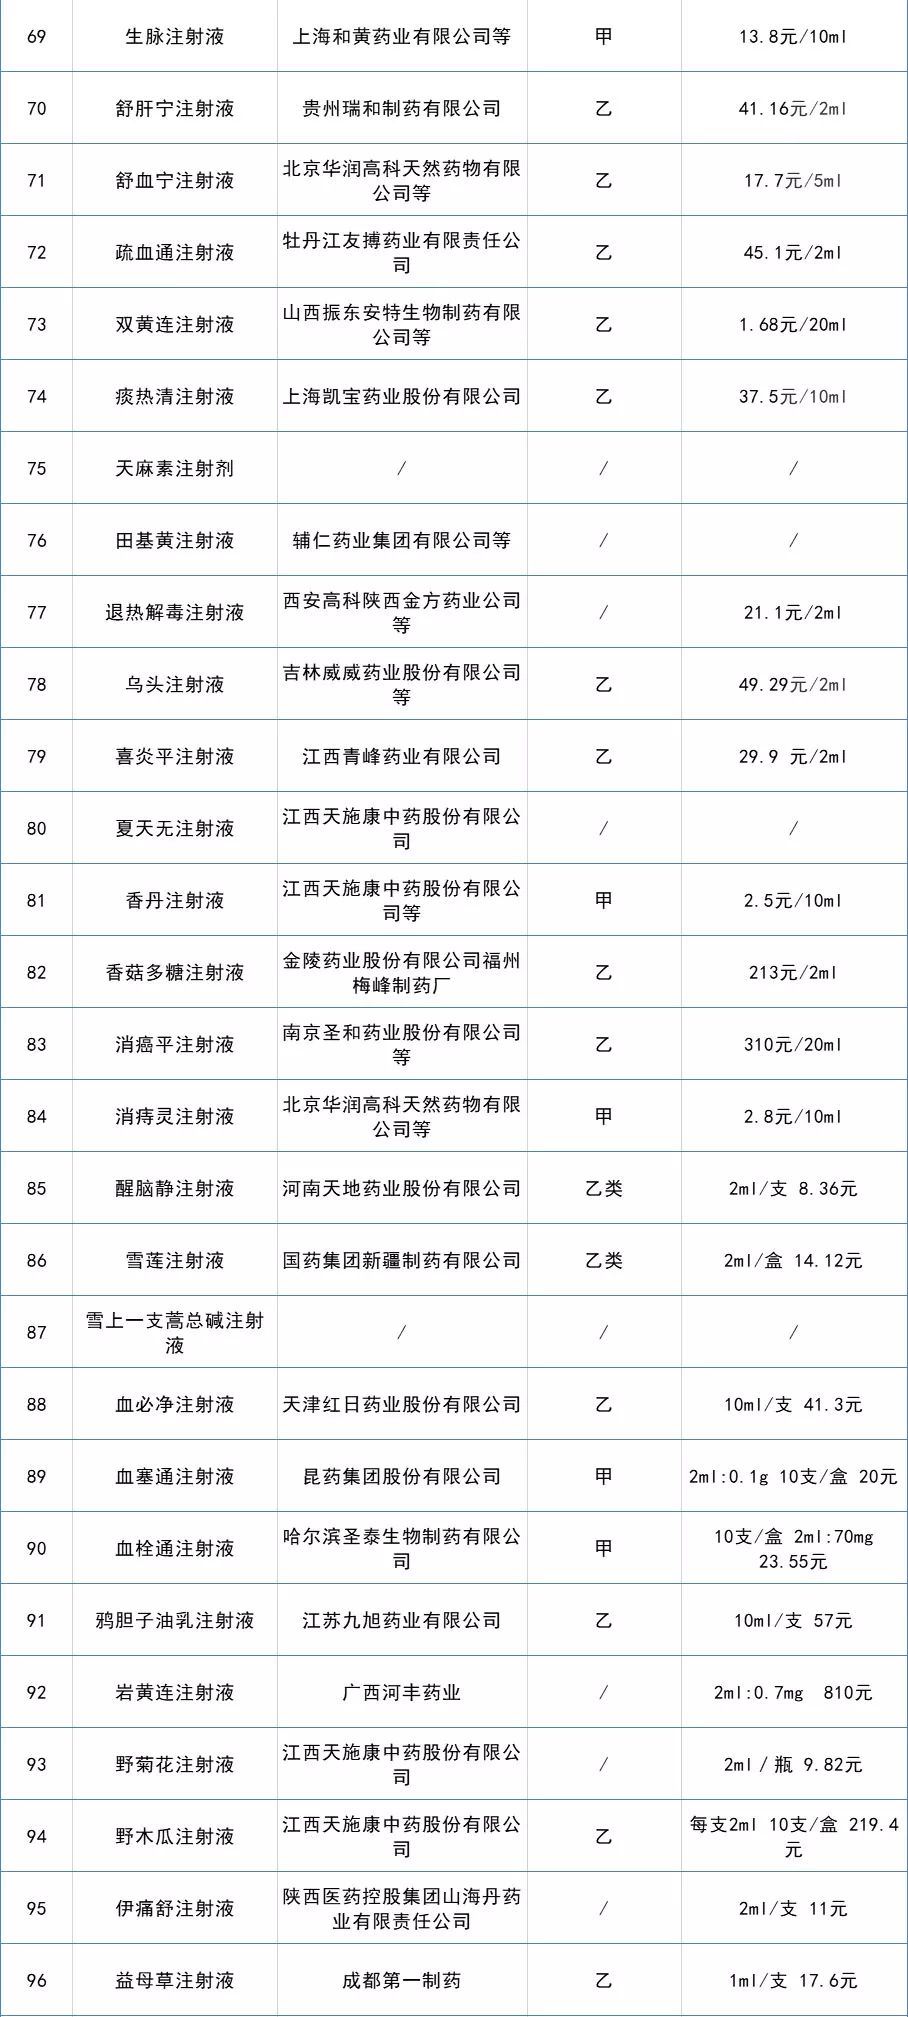 69 生脉注射液 上海和黄药业有限公司等 甲 13.8元/10ml
70 舒肝宁注射液 贵州瑞和制药有限公司 乙 41.16元/2ml
71 舒血宁注射液 北京华润高科天然药物有限
公司等 乙 17.7元/5ml
72 疏血通注射液 牡丹江友搏药业有限责任公
司 乙 45.1元/2ml
73 双黄连注射液 山西振东安特生物制药有限
公司等 乙 1.68元/20ml
74 痰热清注射液 上海凯宝药业股份有限公司 乙 37.5元/10ml
75 天麻素注射剂 / / /
76 田基黄注射液 辅仁药业集团有限公司等 / /
77 退热解毒注射液 西安高科陕西金方药业公司
等 / 21.1元/2ml
78 乌头注射液 吉林威威药业股份有限公司
等 乙 49.29元/2ml
79 喜炎平注射液 江西青峰药业有限公司 乙 29.9 元/2ml
80 夏天无注射液 江西天施康中药股份有限公
司 / /
81 香丹注射液 江西天施康中药股份有限公
司等 甲 2.5元/10ml
82 香菇多糖注射液 金陵药业股份有限公司福州
梅峰制药厂 乙 213元/2ml
83 消癌平注射液 南京圣和药业股份有限公司
等 乙 310元/20ml
84 消痔灵注射液 北京华润高科天然药物有限
公司等 甲 2.8元/10ml
85 醒脑静注射液 河南天地药业股份有限公司 乙类 2ml/支 8.36元
86 雪莲注射液 国药集团新疆制药有限公司 乙类 2ml/盒 14.12元
87 雪上一支蒿总碱注射
液 / / /
88 血必净注射液 天津红日药业股份有限公司 乙 10ml/支 41.3元
89 血塞通注射液 昆药集团股份有限公司 甲 2ml:0.1g 10支/盒 20元
90 血栓通注射液 哈尔滨圣泰生物制药有限公
司 甲 10支/盒 2ml:70mg
23.55元
91 鸦胆子油乳注射液 江苏九旭药业有限公司 乙 10ml/支 57元
92 岩黄连注射液 广西河丰药业 / 2ml:0.7mg 810元
93 野菊花注射液 江西天施康中药股份有限公
司 / 2ml／瓶 9.82元
94 野木瓜注射液 江西天施康中药股份有限公
司 乙 每支2ml 10支/盒 219.4
元
95 伊痛舒注射液 陕西医药控股集团山海丹药
业有限责任公司 / 2ml/支 11元
96 益母草注射液 成都第一制药 乙 1ml/支 17.6元